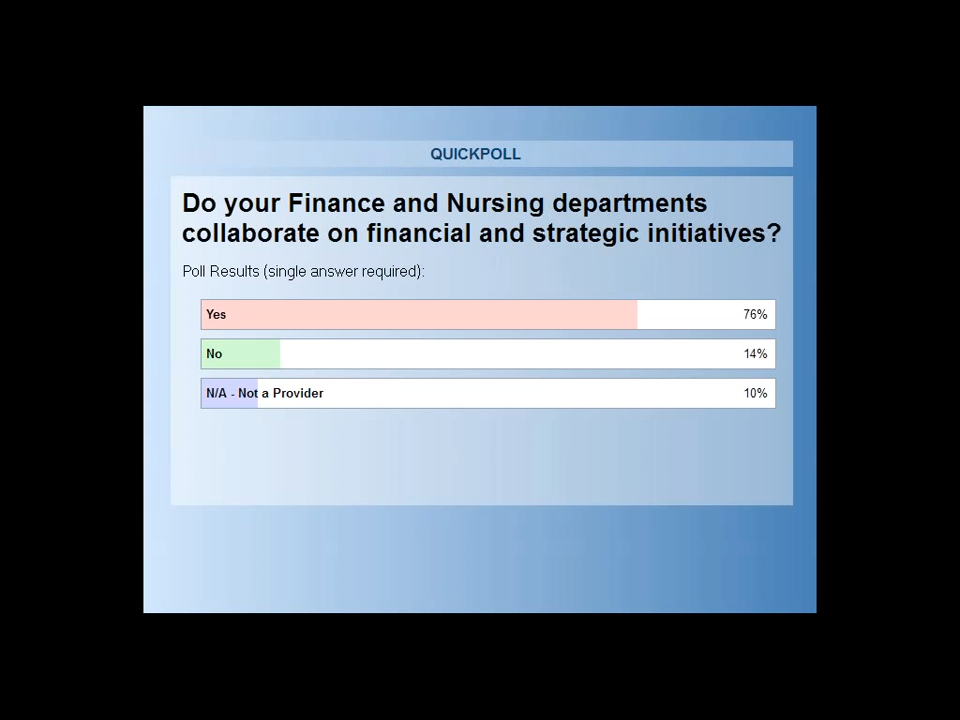 QUICKPOLL
Do your Finance and Nursing departments
collaborate on financial and strategic initiatives?
Poll Results (single answer required):
Yes 76%
No 14%
N/A - Not a Provider 10%